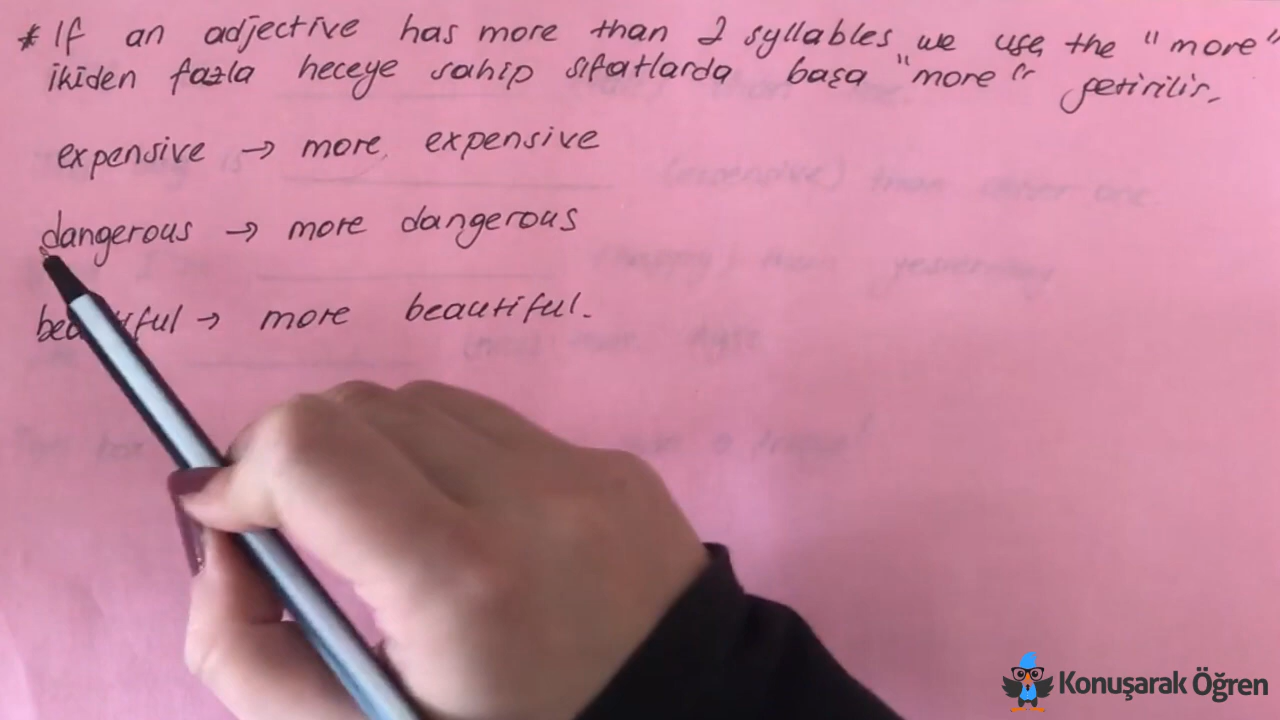 * If an adjective has more than 2 syllables we use the "more"
ikiden fazla heceye sahip sıfatlarda başa "more" getirilir.
expensive → more expensive
dangerous → more dangerous
beautiful → more beautiful.
Konuşarak Öğren